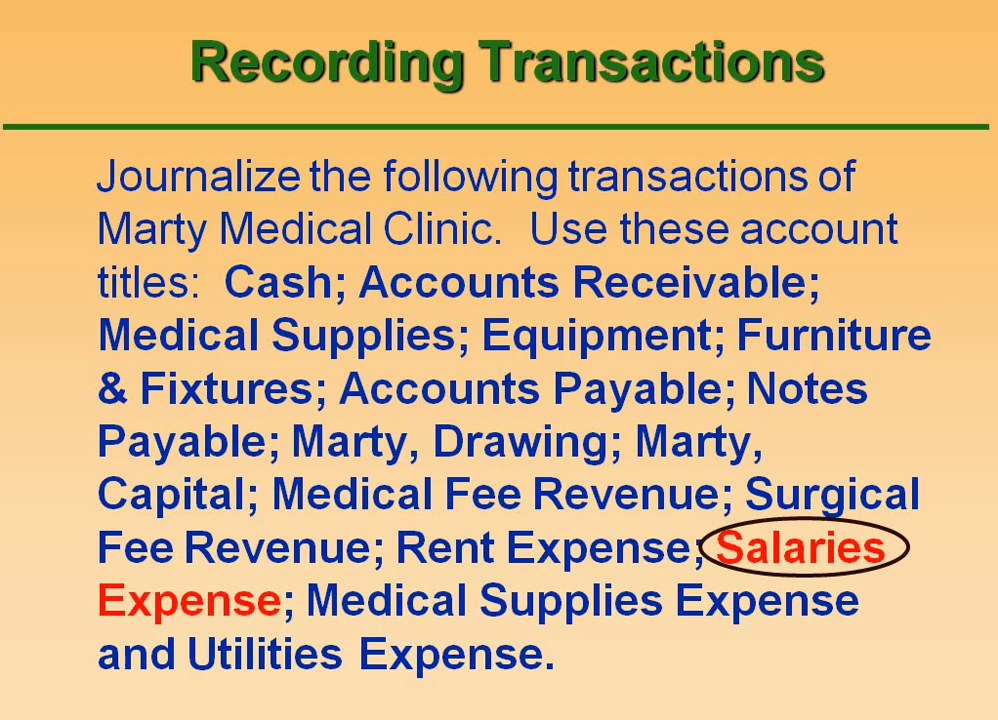 Recording Transactions
Journalize the following transactions of
Marty Medical Clinic. Use these account
titles: Cash; Accounts Receivable;
Medical Supplies; Equipment; Furniture
& Fixtures; Accounts Payable; Notes
Payable; Marty, Drawing; Marty,
Capital; Medical Fee Revenue; Surgical
Fee Revenue; Rent Expense; Salaries
Expense; Medical Supplies Expense
and Utilities Expense.